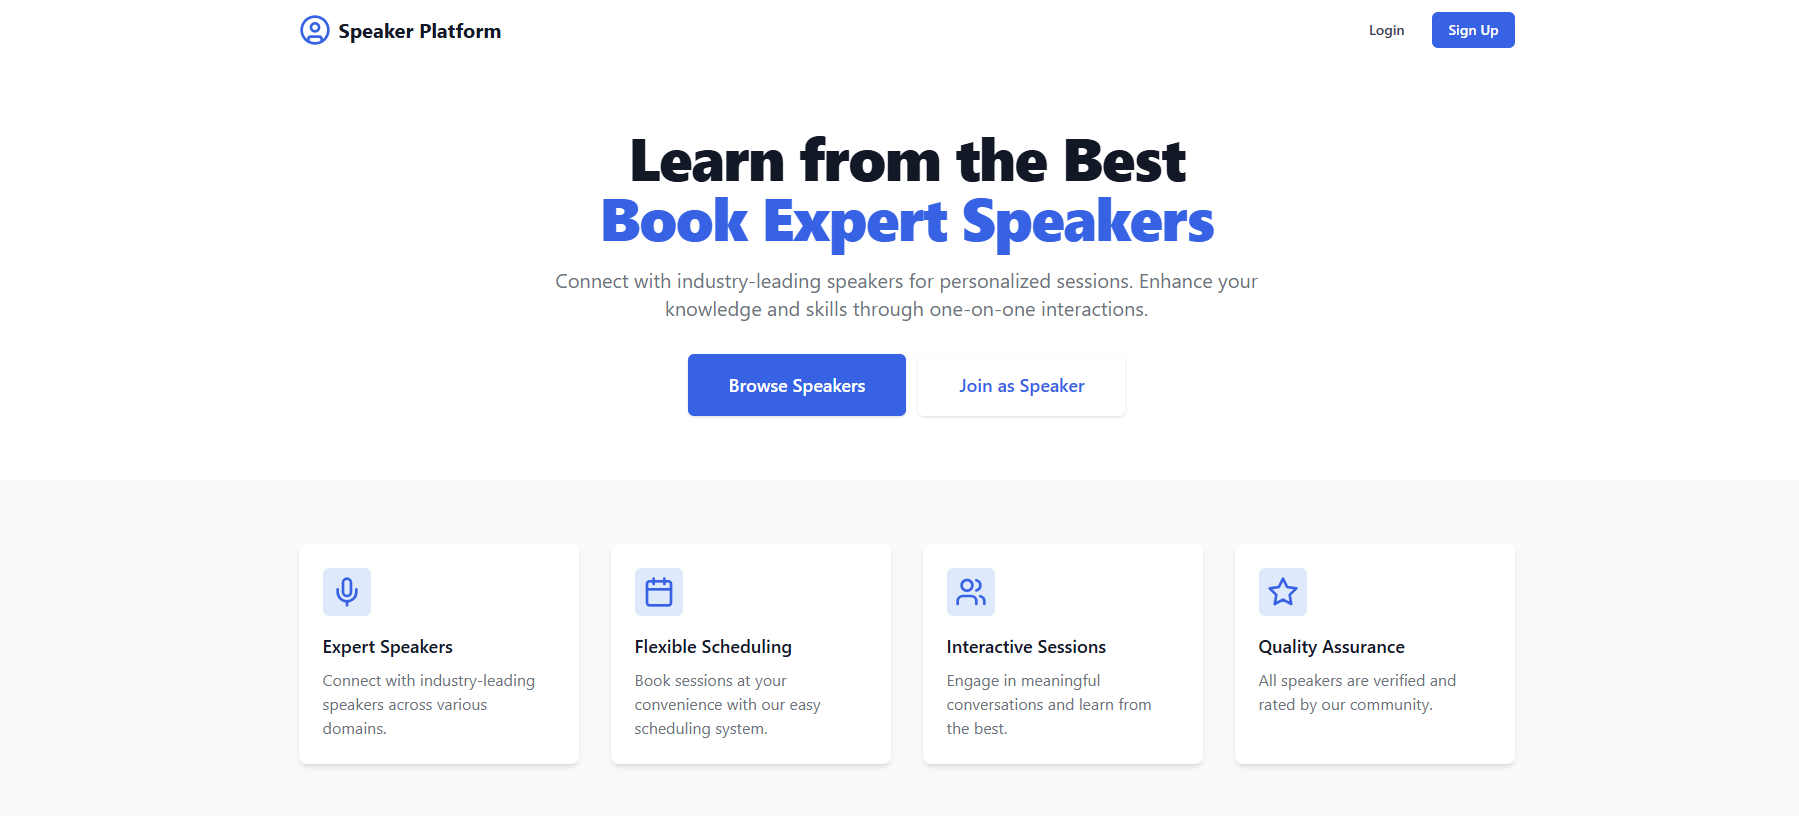 Speaker Platform
Login
Sign Up
Learn from the Best
Book Expert Speakers
Connect with industry-leading speakers for personalized sessions. Enhance your
knowledge and skills through one-on-one interactions.
Browse Speakers
Join as Speaker
Expert Speakers
Connect with industry-leading
speakers across various
domains.
Flexible Scheduling
Book sessions at your
convenience with our easy
scheduling system.
Interactive Sessions
Engage in meaningful
conversations and learn from
the best.
Quality Assurance
All speakers are verified and
rated by our community.